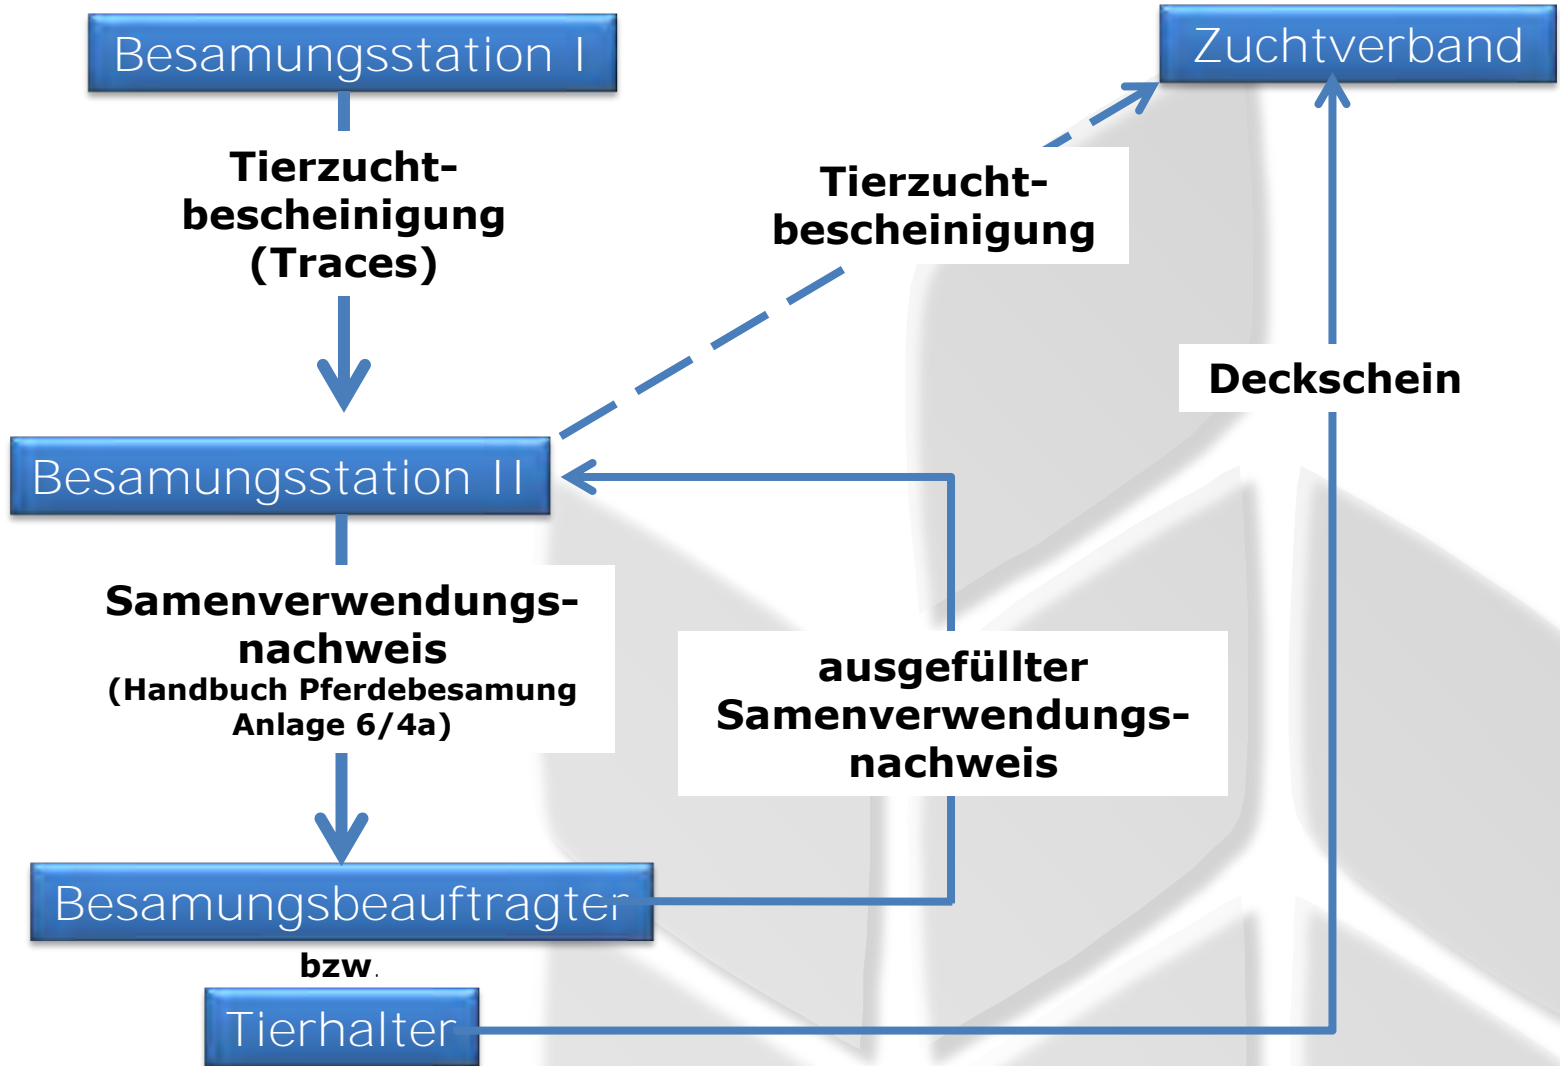 Besamungsstation I
Zuchtverband
Tierzucht-
bescheinigung
(Traces)
Tierzucht-
bescheinigung
Deckschein
Besamungsstation II
Samenverwendungs-
nachweis
(Handbuch Pferdebesamung
Anlage 6/4a)
ausgefüllter
Samenverwendungs-
nachweis
Besamungsbeauftragter
bzw.
Tierhalter